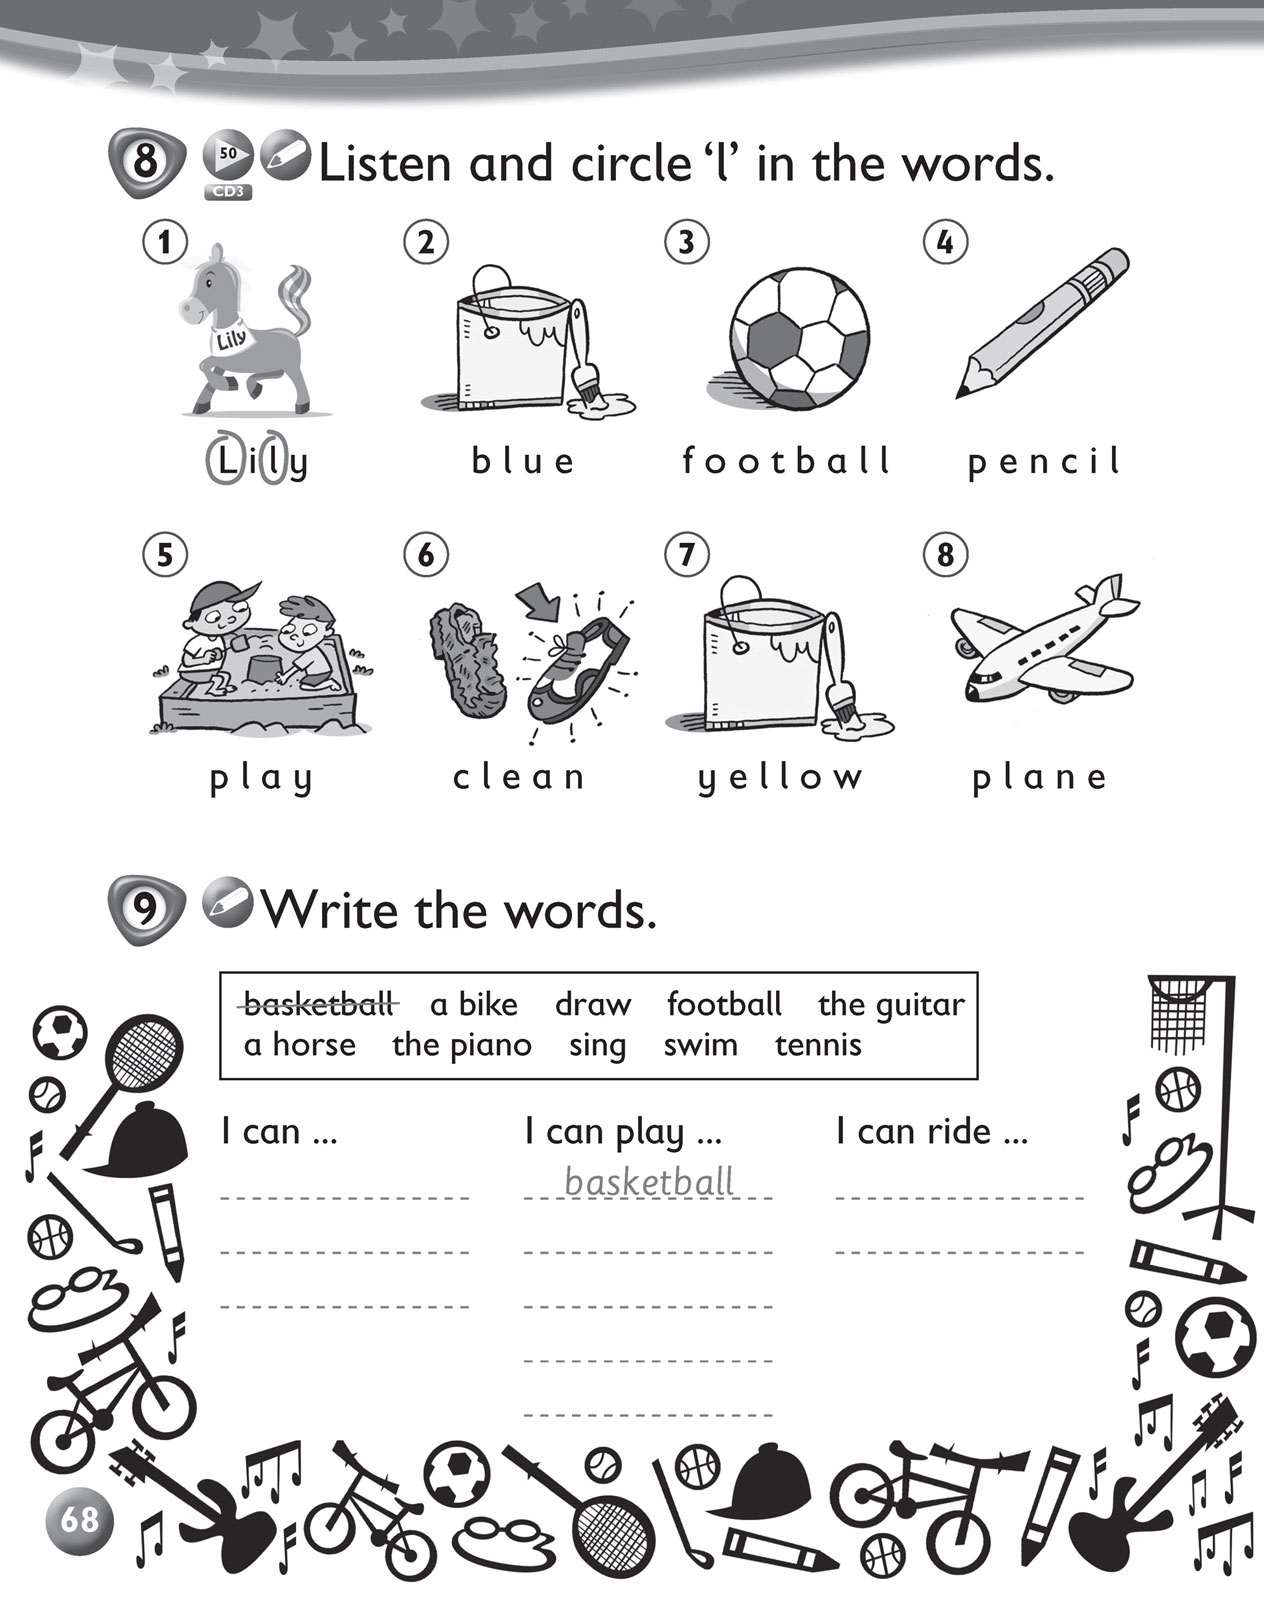 8 50 CD3 Listen and circle ‘l’ in the words.
1 2 3 4
Lily
Lily blue football pencil
5 6 7 8
play clean yellow plane
9 Write the words.
basketball a bike draw football the guitar
a horse the piano sing swim tennis
I can ... I can play ... I can ride ...
basketball
68